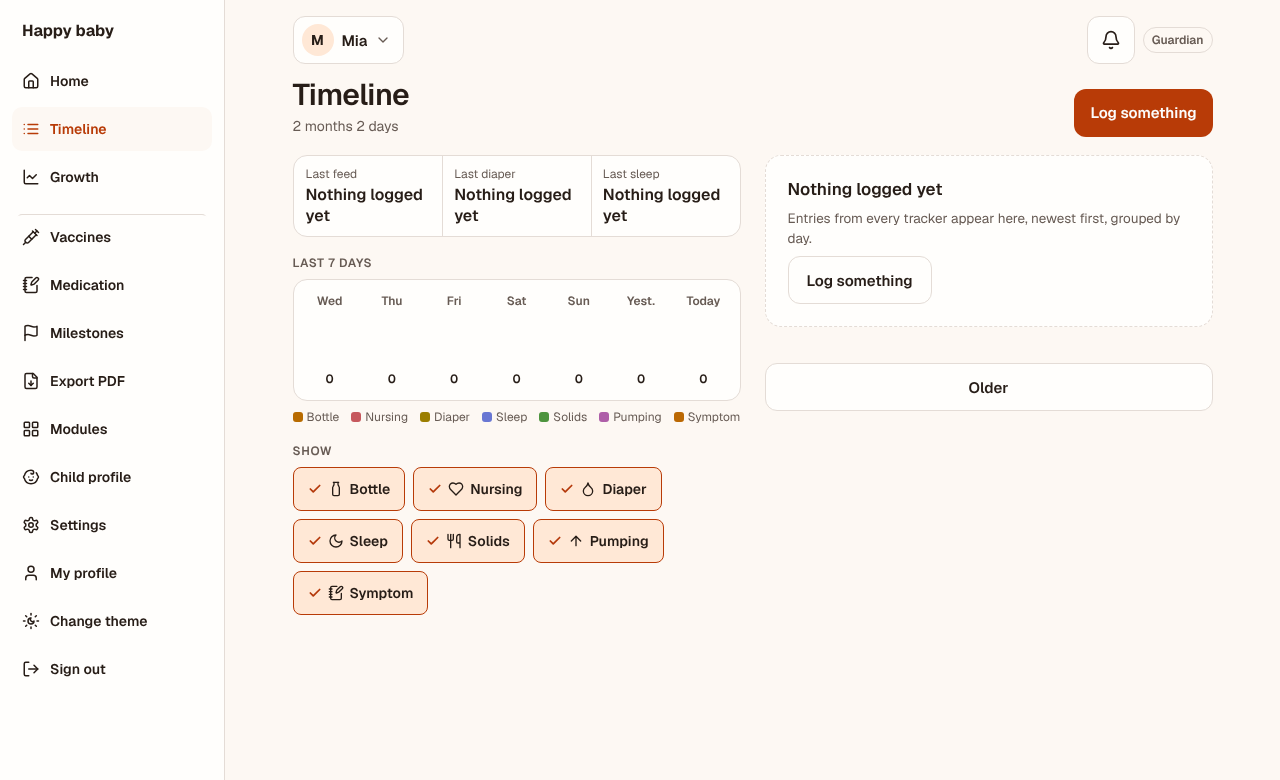 Happy baby
Home
Timeline
Growth
Vaccines
Medication
Milestones
Export PDF
Modules
Child profile
Settings
My profile
Change theme
Sign out
M Mia
Guardian
Timeline
2 months 2 days
Log something
Last feed
Nothing logged
yet
Last diaper
Nothing logged
yet
Last sleep
Nothing logged
yet
LAST 7 DAYS
Wed Thu Fri Sat Sun Yest. Today
0 0 0 0 0 0 0
Bottle Nursing Diaper Sleep Solids Pumping Symptom
SHOW
Bottle Nursing Diaper
Sleep Solids Pumping
Symptom
Nothing logged yet
Entries from every tracker appear here, newest first, grouped by
day.
Log something
Older